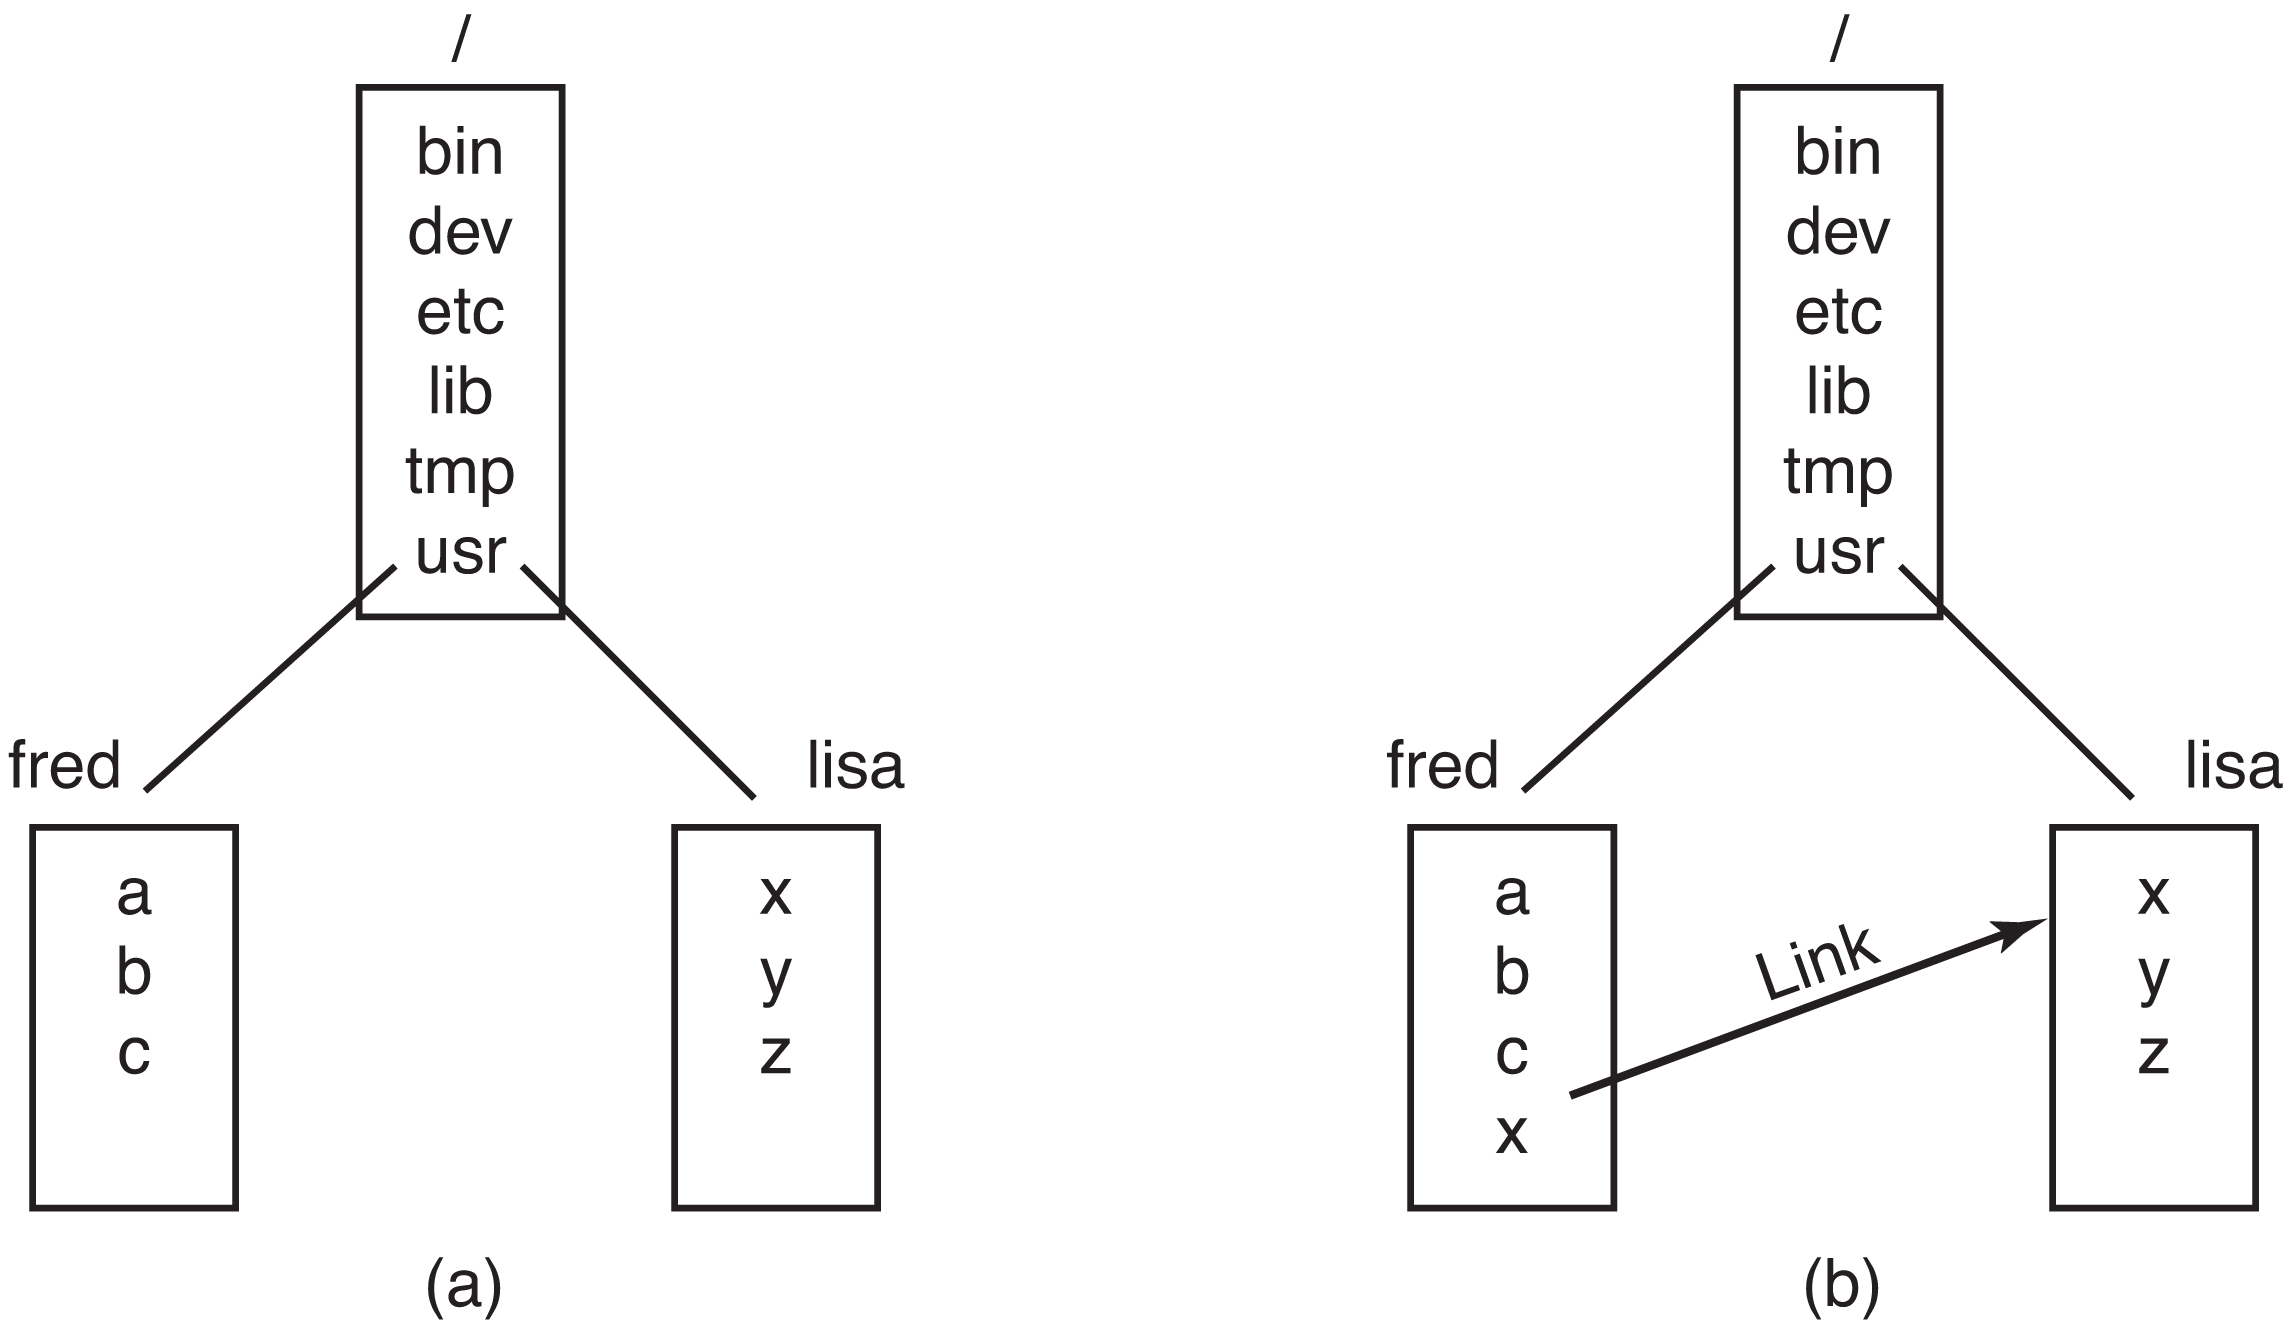 /
bin
dev
etc
lib
tmp
usr
fred
lisa
a
b
c
x
y
z
(a)
/
bin
dev
etc
lib
tmp
usr
fred
lisa
a
b
c
x
Link
x
y
z
(b)